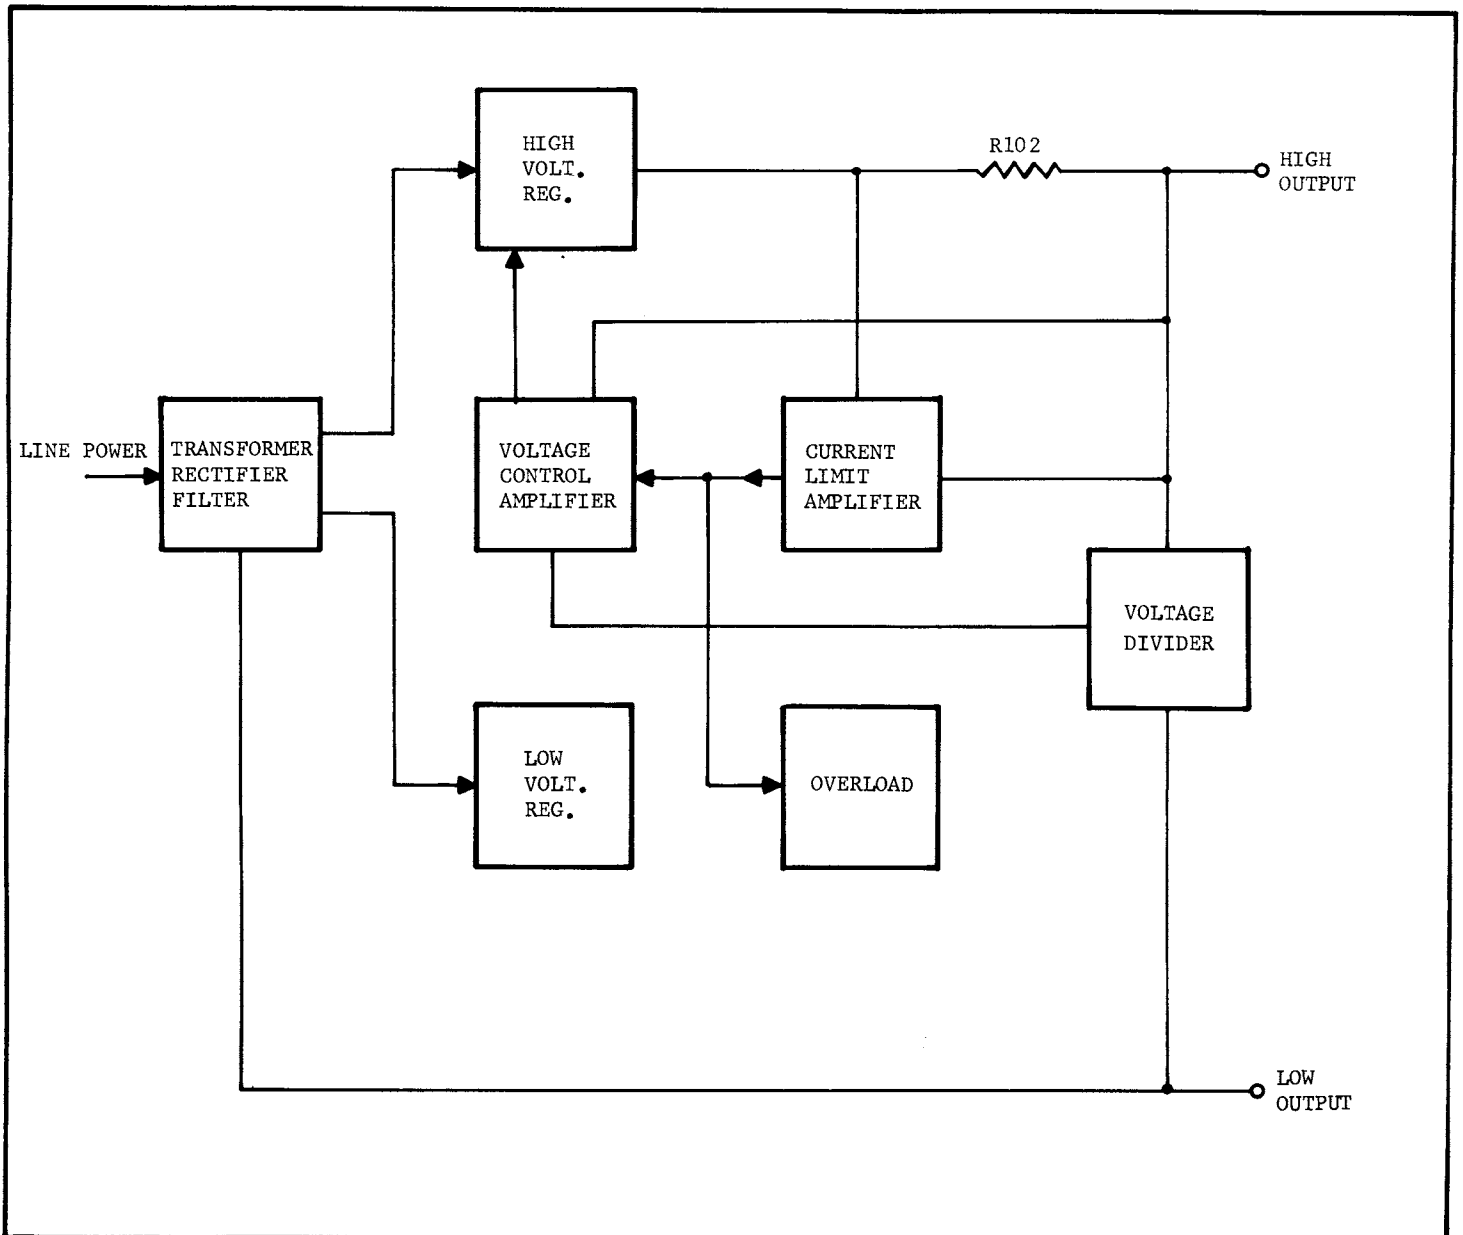 HIGH
VOLT.
REG.
R102
HIGH
OUTPUT
LINE POWER
TRANSFORMER
RECTIFIER
FILTER
VOLTAGE
CONTROL
AMPLIFIER
CURRENT
LIMIT
AMPLIFIER
VOLTAGE
DIVIDER
LOW
VOLT.
REG.
OVERLOAD
LOW
OUTPUT